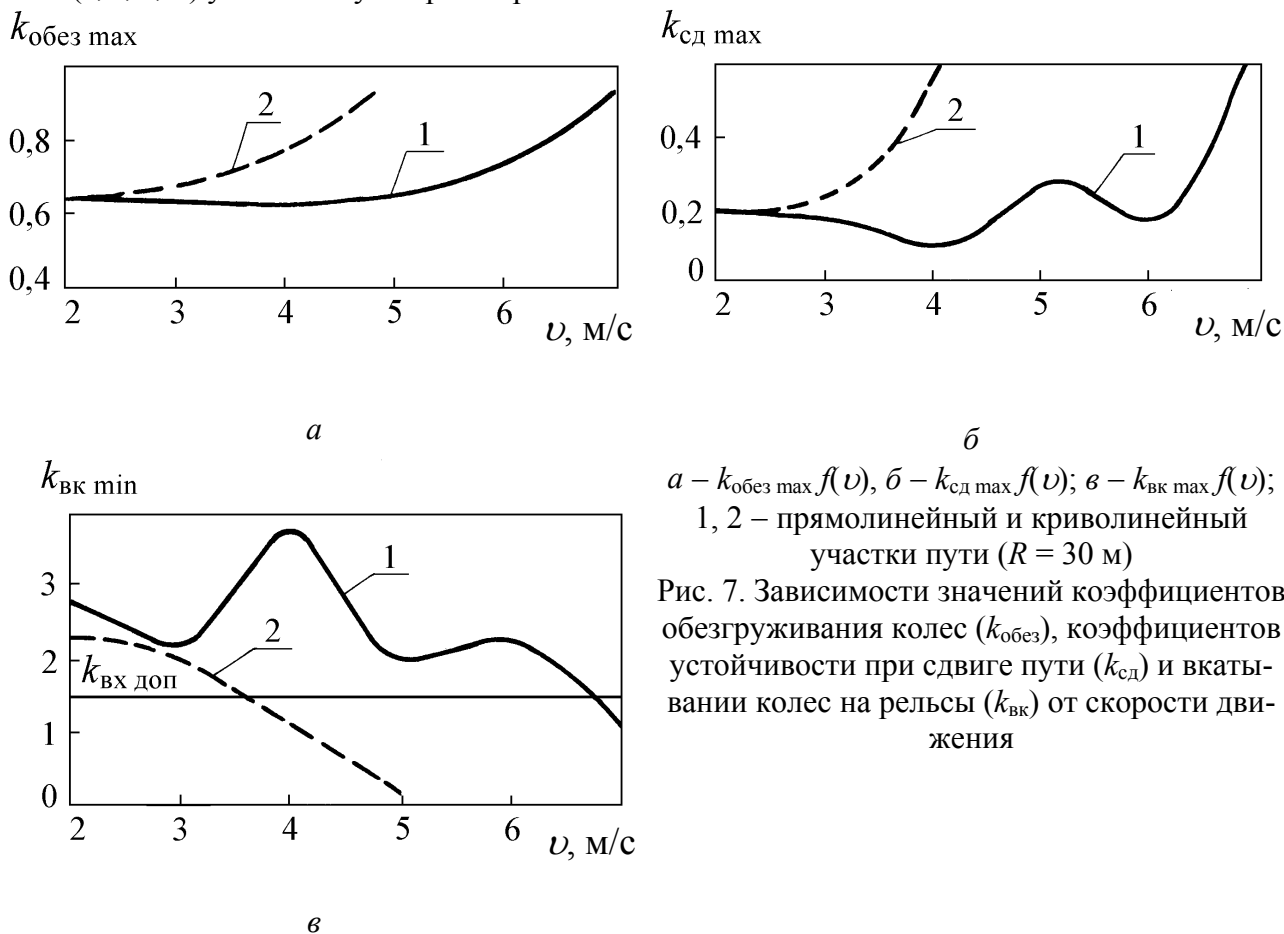 k обез max
0,8
0,6
0,4
2
1
2 3 4 5 6
υ, м/с
а
k сд max
0,4
0,2
0
2
1
2 3 4 5 6
υ, м/с
б
k вк min
3
2
1
0
1
2
k вх доп
2 3 4 5 6
υ, м/с
в
а – k обез max f(υ), б – k сд max f(υ); в – k вк max f(υ);
1, 2 – прямолинейный и криволинейный
участки пути (R = 30 м)
Рис. 7. Зависимости значений коэффициентов
обезгруживания колес (k обез), коэффициентов
устойчивости при сдвиге пути (k сд) и вкаты-
вании колес на рельсы (k вк) от скорости дви-
жения